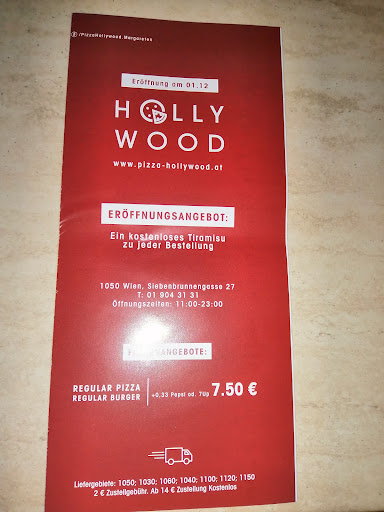 /PizzaHollywood.Margareten
Eröffnung am 01.12
HOLLY
WOOD
www.pizza-hollywood.at
ERÖFFNUNGSANGEBOT:
Ein kostenloses Tiramisu
zu jeder Bestellung
1050 Wien, Siebenbrunnengasse 27
T: 01 904 31 31
Öffnungszeiten: 11:00-23:00
REGULAR PIZZA
REGULAR BURGER
+0,33 Pepsi od. 7Up 7.50 €
Liefergebiete: 1050; 1030; 1060; 1040; 1100; 1120; 1150
2 € Zustellgebühr. Ab 14 € Zustellung Kostenlos